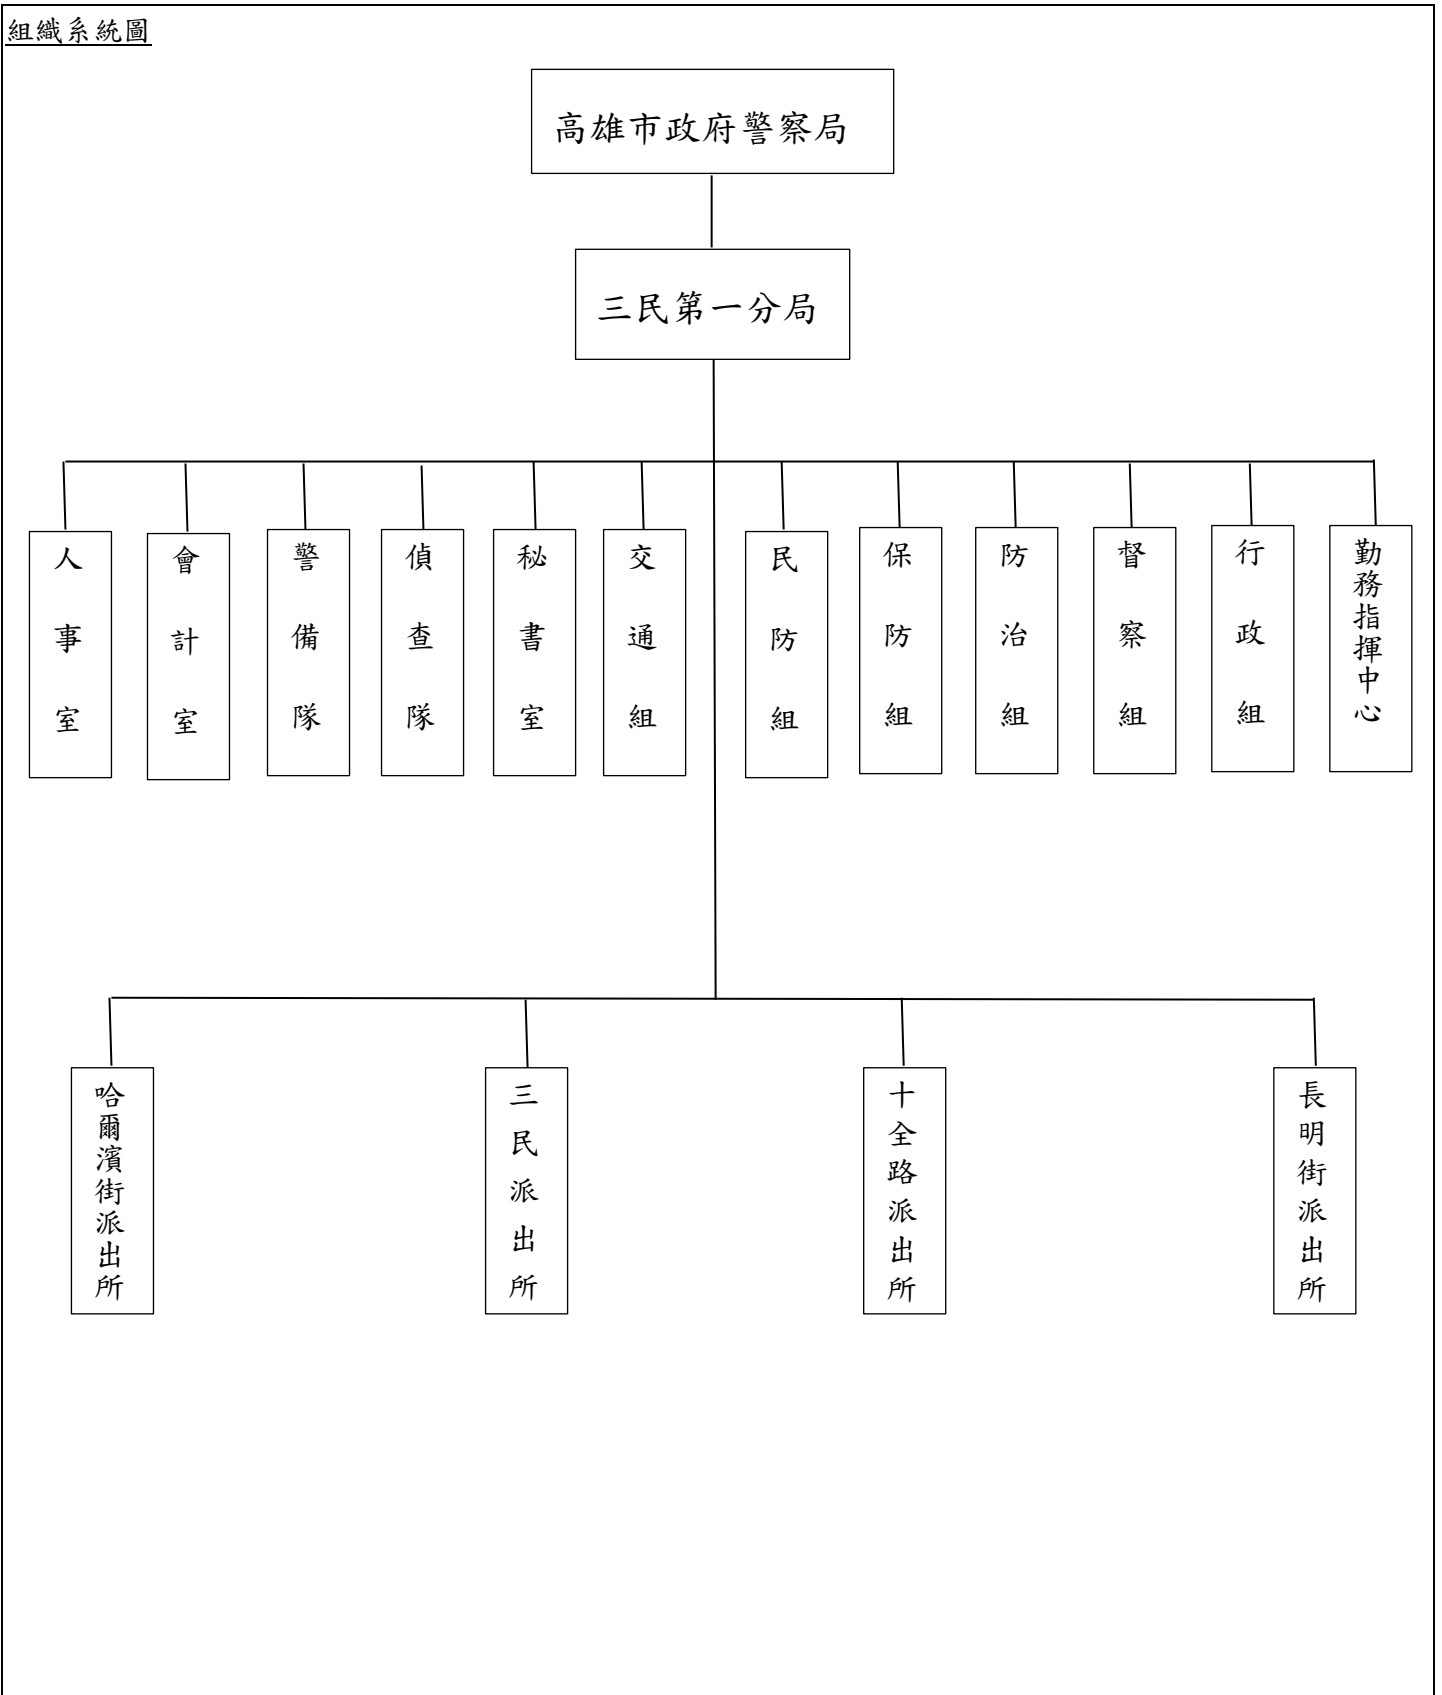 組織系統圖
高雄市政府警察局
三民第一分局
人事室
會計室
警備隊
偵查隊
秘書室
交通組
民防組
保防組
防治組
督察組
行政組
勤務指揮中心
哈爾濱街派出所
三民派出所
十全路派出所
長明街派出所